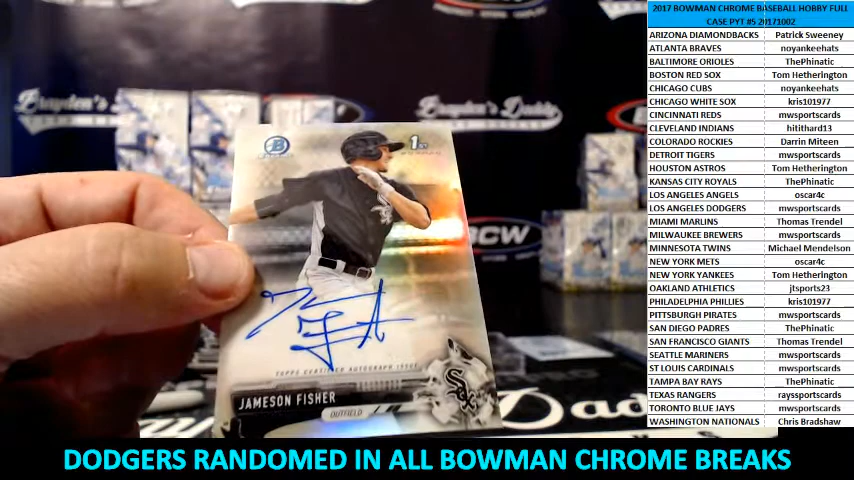 2017 BOWMAN CHROME BASEBALL HOBBY FULL
CASE PYT #5 20171002
ARIZONA DIAMONDBACKS Patrick Sweeney
ATLANTA BRAVES noyankeehats
BALTIMORE ORIOLES ThePhinatic
BOSTON RED SOX Tom Hetherington
CHICAGO CUBS noyankeehats
CHICAGO WHITE SOX kris101977
CINCINNATI REDS mwsportscards
CLEVELAND INDIANS hitithard13
COLORADO ROCKIES Darrin Miteen
DETROIT TIGERS mwsportscards
HOUSTON ASTROS Tom Hetherington
KANSAS CITY ROYALS ThePhinatic
LOS ANGELES ANGELS oscar4c
LOS ANGELES DODGERS mwsportscards
MIAMI MARLINS Thomas Trendel
MILWAUKEE BREWERS mwsportscards
MINNESOTA TWINS Michael Mendelson
NEW YORK METS oscar4c
NEW YORK YANKEES Tom Hetherington
OAKLAND ATHLETICS jtsports23
PHILADELPHIA PHILLIES kris101977
PITTSBURGH PIRATES mwsportscards
SAN DIEGO PADRES ThePhinatic
SAN FRANCISCO GIANTS Thomas Trendel
SEATTLE MARINERS mwsportscards
ST LOUIS CARDINALS mwsportscards
TAMPA BAY RAYS ThePhinatic
TEXAS RANGERS rayssportscards
TORONTO BLUE JAYS mwsportscards
WASHINGTON NATIONALS Chris Bradshaw
Brayden's Daddy
Brayden's Daddy
B 1st
BCW
TOPPS CERTIFIED AUTOGRAPH ISSUE
Sox
JAMESON FISHER
OUTFIELD
Dad
DODGERS RANDOMED IN ALL BOWMAN CHROME BREAKS